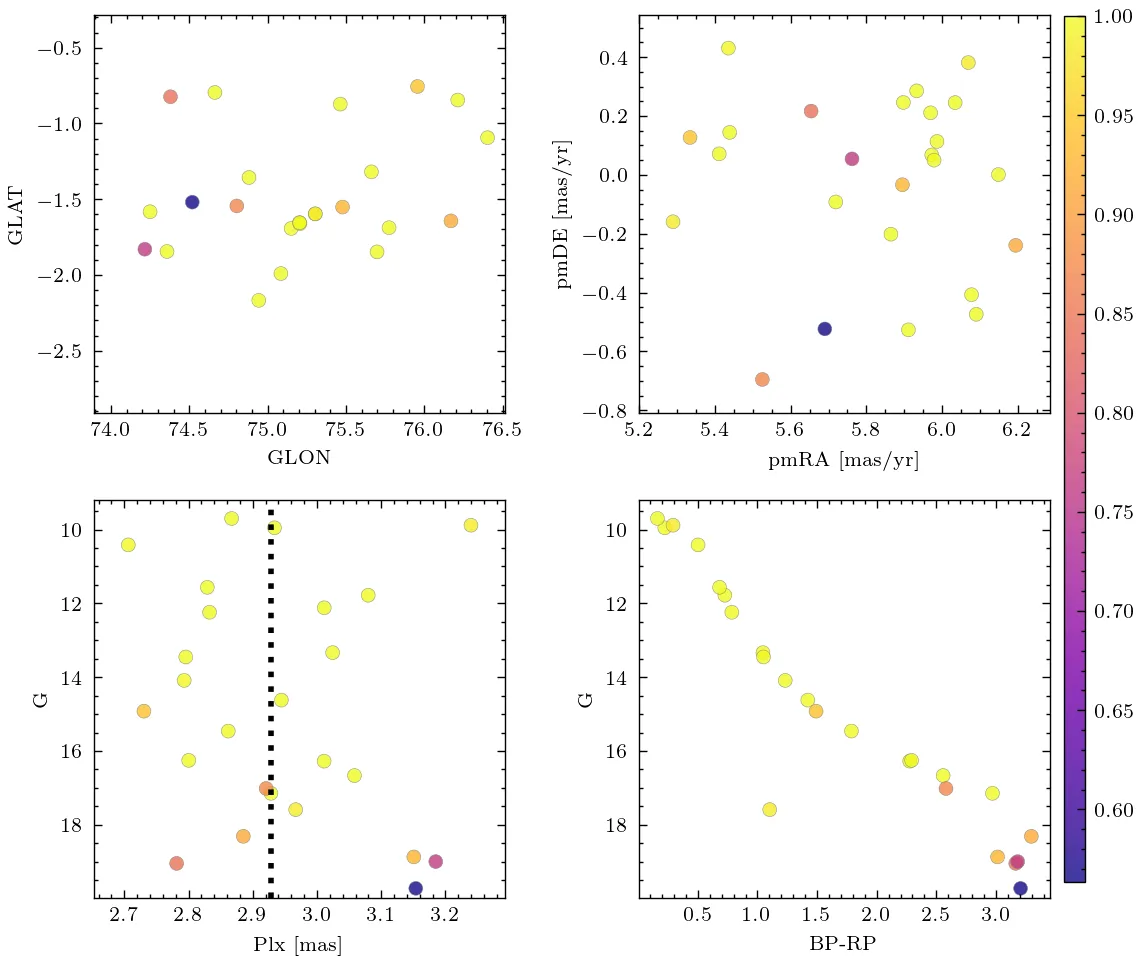 −0.5
−1.0
−1.5
−2.0
−2.5
GLAT
74.0 74.5 75.0 75.5 76.0 76.5
GLON
0.4
0.2
0.0
−0.2
−0.4
−0.6
−0.8
pmDE [mas/yr]
5.2 5.4 5.6 5.8 6.0 6.2
pmRA [mas/yr]
1.00
0.95
0.90
0.85
0.80
0.75
0.70
0.65
0.60
10
12
14
16
18
G
2.7 2.8 2.9 3.0 3.1 3.2
Plx [mas]
10
12
14
16
18
G
0.5 1.0 1.5 2.0 2.5 3.0
BP-RP